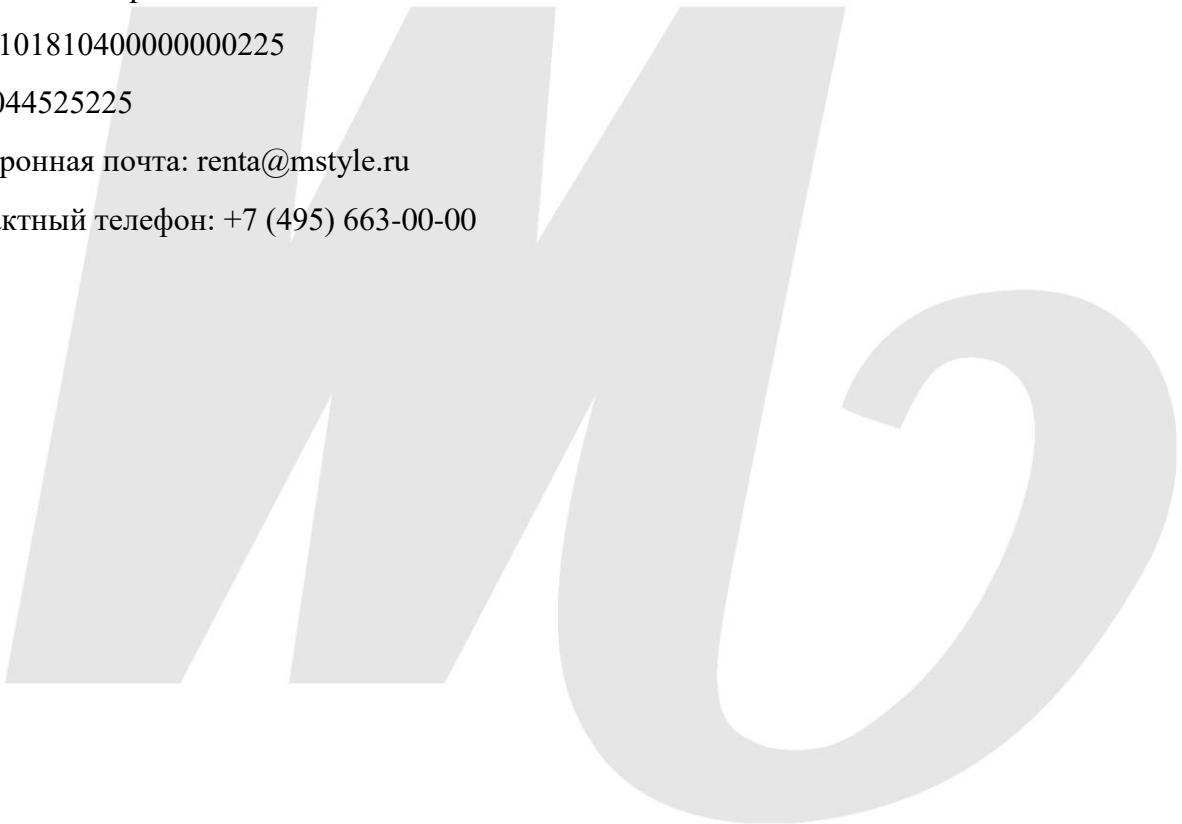 101810400000000225
044525225
ронная почта: renta@mstyle.ru
ктный телефон: +7 (495) 663-00-00